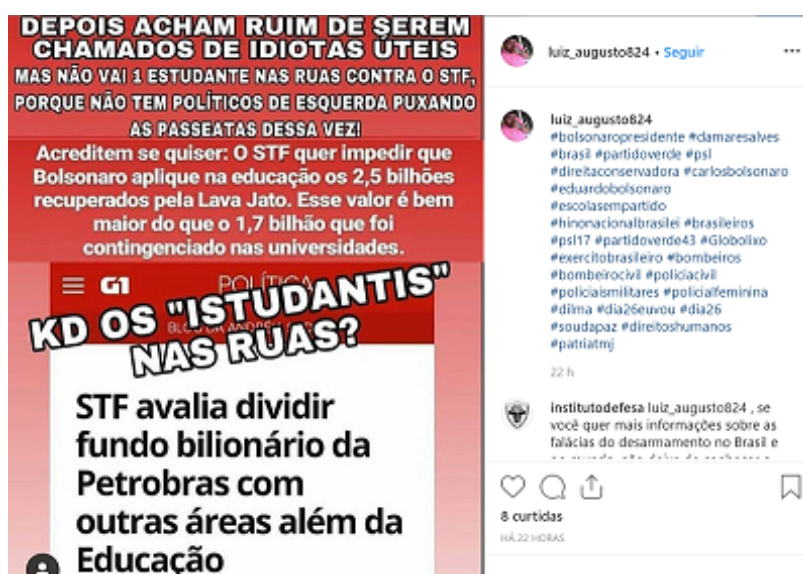 DEPOIS ACHAM RUIM DE SEREM
CHAMADOS DE IDIOTAS ÚTEIS
MAS NÃO VAI 1 ESTUDANTE NAS RUAS CONTRA O STF,
PORQUE NÃO TEM POLÍTICOS DE ESQUERDA PUXANDO
AS PASSEATAS DESSA VEZ!
Acreditem se quiser: O STF quer impedir que
Bolsonaro aplique na educação os 2,5 bilhões
recuperados pela Lava Jato. Esse valor é bem
maior do que o 1,7 bilhão que foi
contingenciado nas universidades.
G1
POLÍTICA
KD OS "ISTUDANTIS"
NAS RUAS?
STF avalia dividir
fundo bilionário da
Petrobras com
outras áreas além da
Educação
luiz_augusto824 • Seguir
luiz_augusto824
#bolsonaropresidente #damaresalves
#brasil #partidoverde #psl
#direitaconservadora #carlosbolsonaro
#eduardobolsonaro
#escolasempartido
#hinonacionalbrasilei #brasileiros
#psl17 #partidoverde43 #Globolixo
#exercitobrasileiro #bombeiros
#bombeirocivil #policiacivil
#policiaismilitares #policialfeminina
#dilma #dia26euvou #dia26
#soudapaz #direitoshumanos
#patriatmj
22 h
institutodefesa luiz_augusto824 , se
você quer mais informações sobre as
falácias do desarmamento no Brasil e
8 curtidas
HÁ 22 HORAS